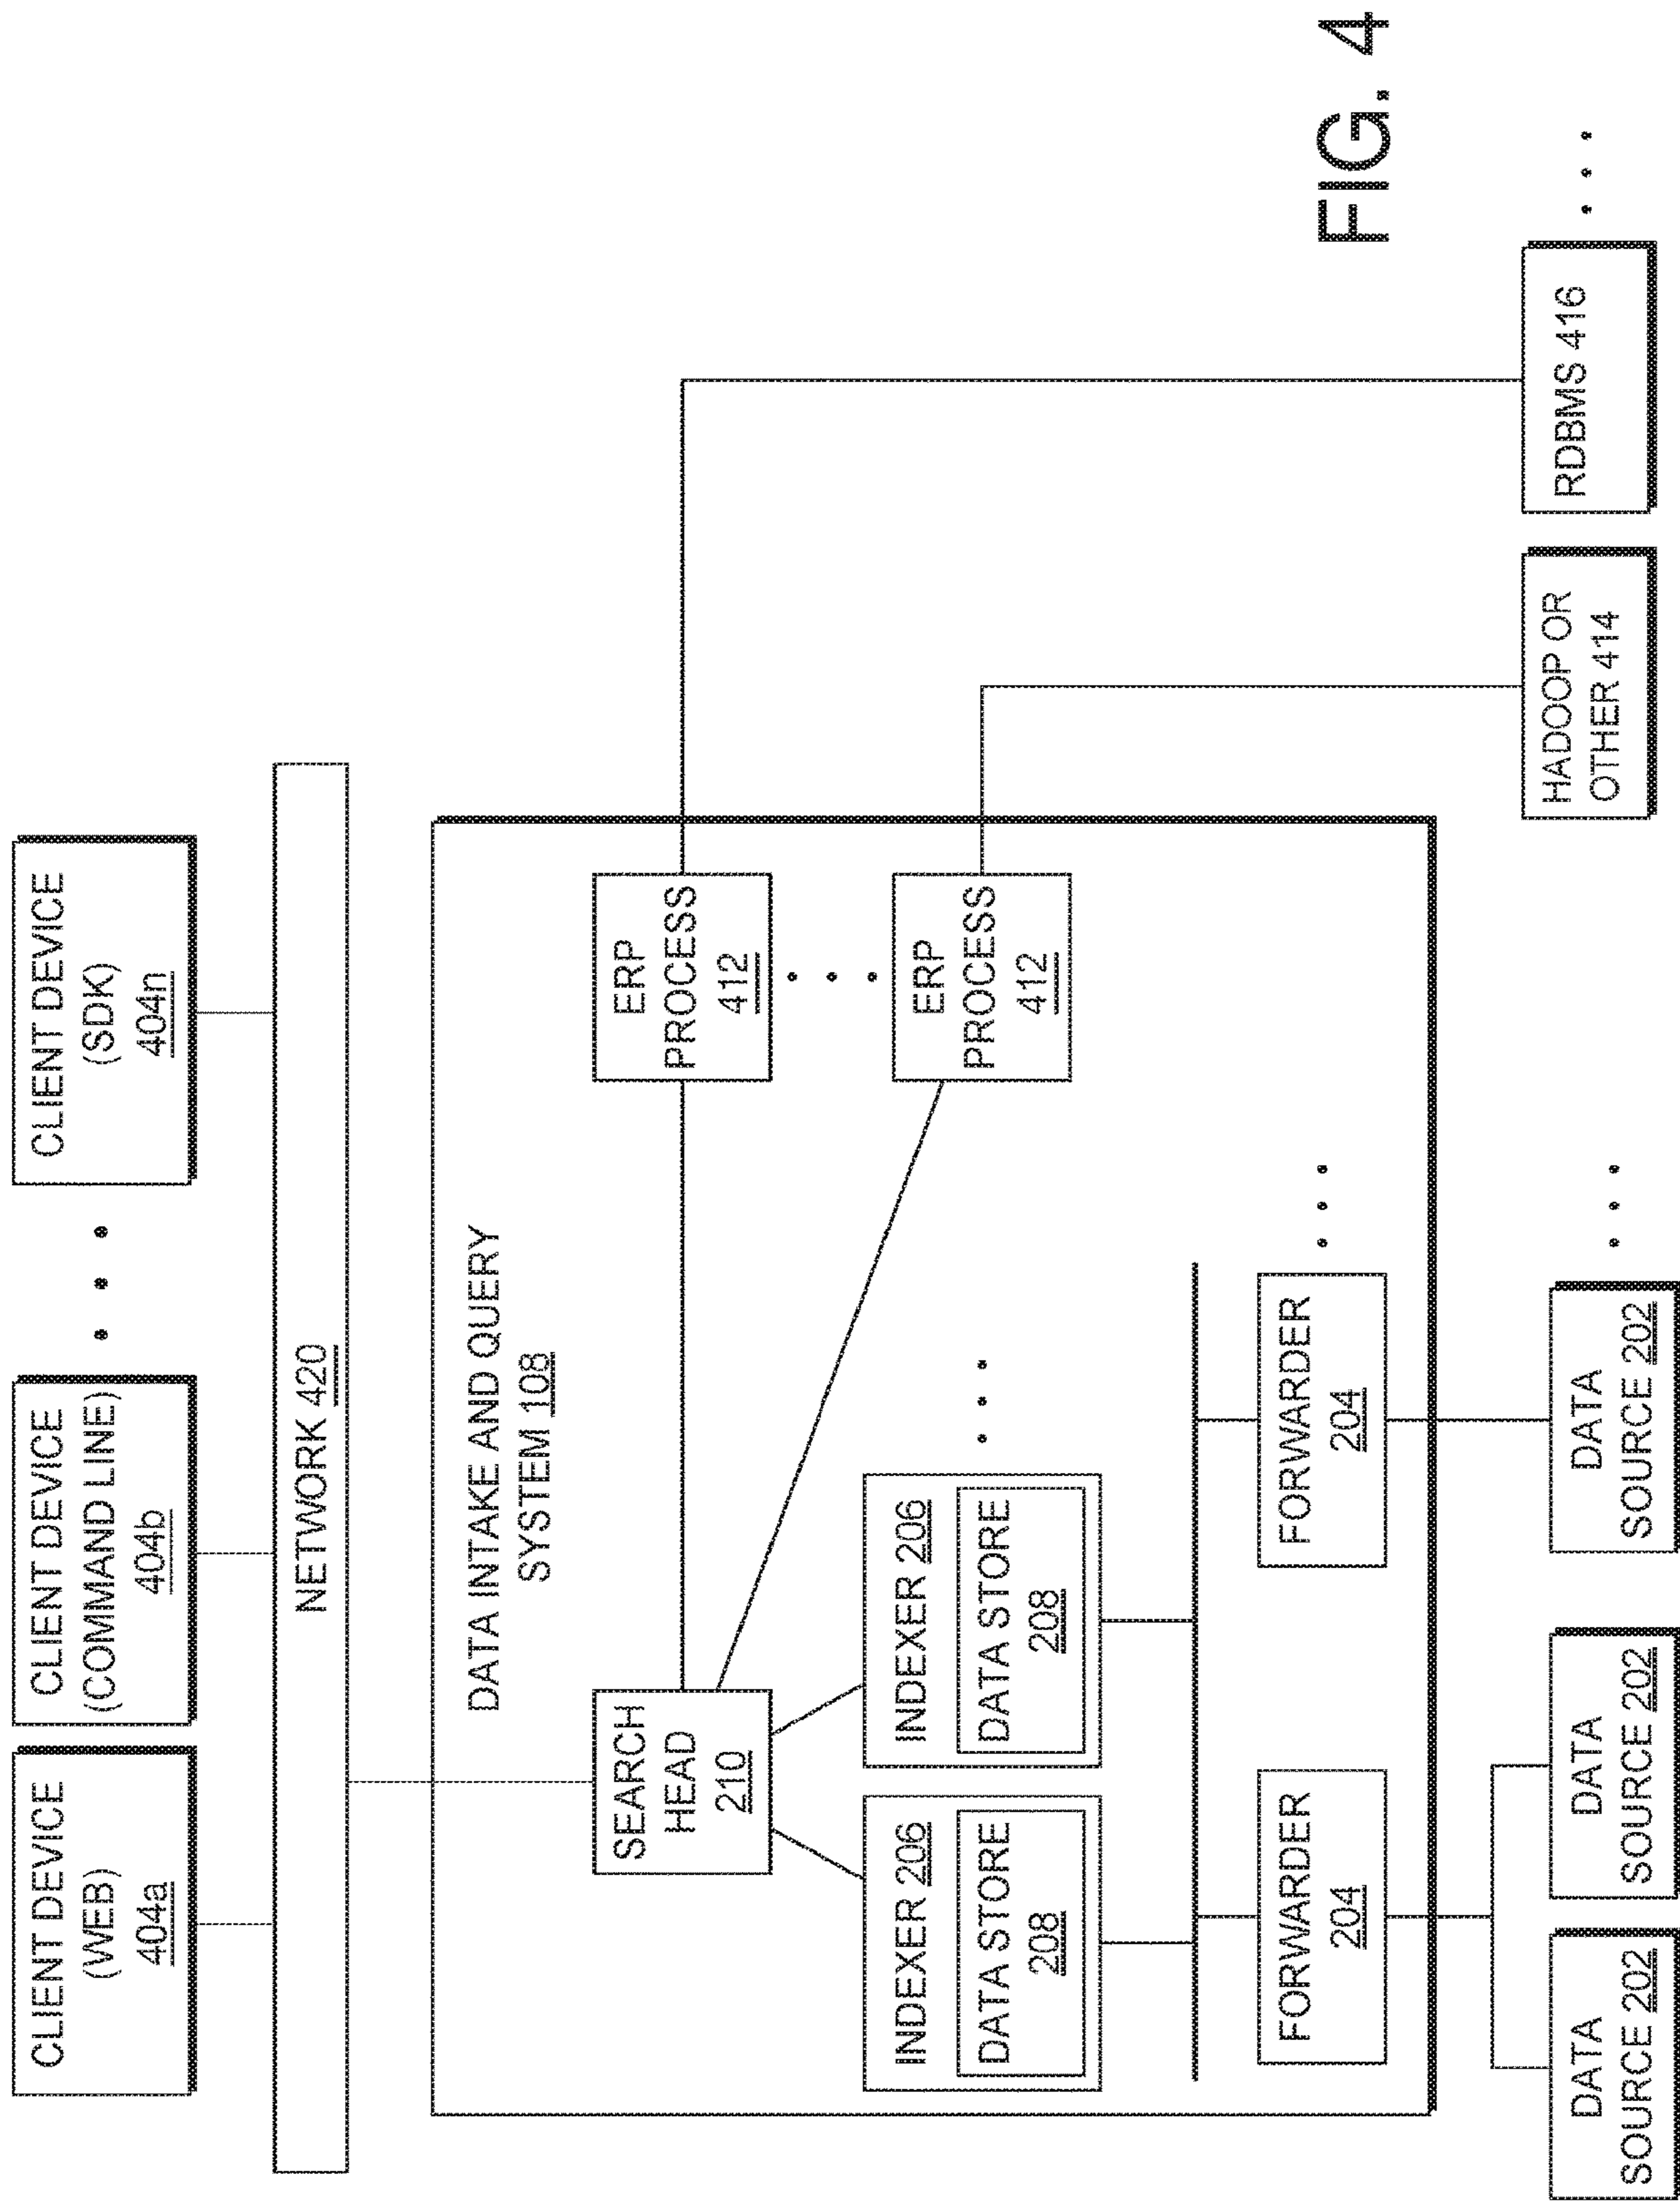 CLIENT DEVICE
(WEB)
404a
CLIENT DEVICE
(COMMAND LINE)
404b
CLIENT DEVICE
(SDK)
404n
NETWORK 420
DATA INTAKE AND QUERY
SYSTEM 108
SEARCH
HEAD
210
ERP
PROCESS
412
ERP
PROCESS
412
INDEXER 206
DATA STORE
208
INDEXER 206
DATA STORE
208
FORWARDER
204
FORWARDER
204
DATA
SOURCE 202
DATA
SOURCE 202
DATA
SOURCE 202
HADOOP OR
OTHER 414
RDBMS 416
FIG. 4